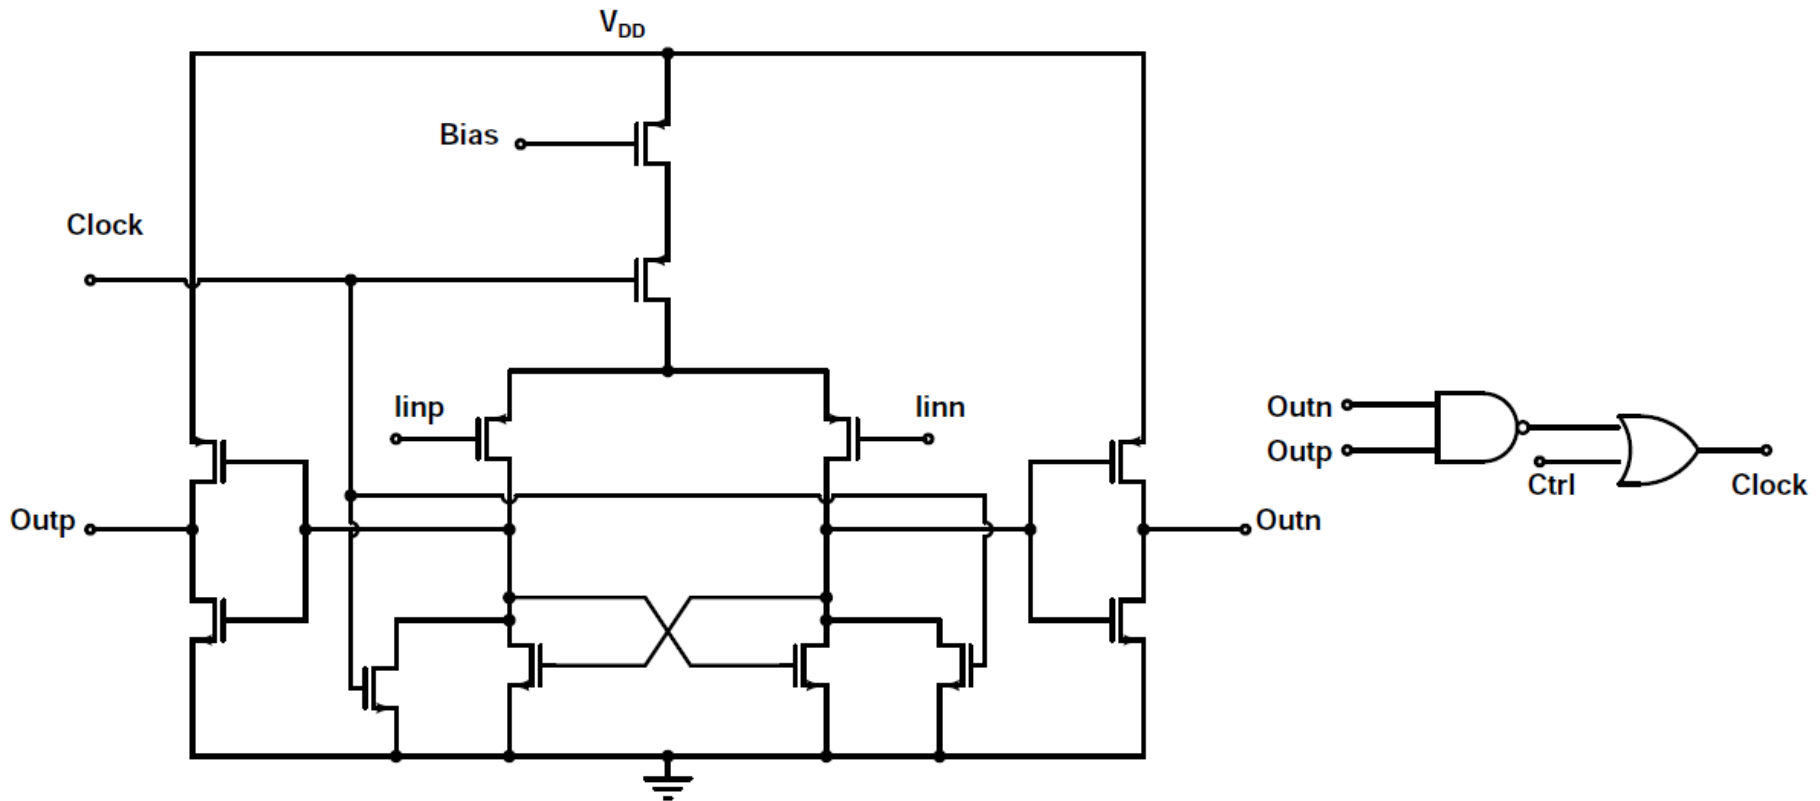 VDD
Bias
Clock
Iinp
Iinn
Outp
Outn
Outn
Outp
Ctrl
Clock